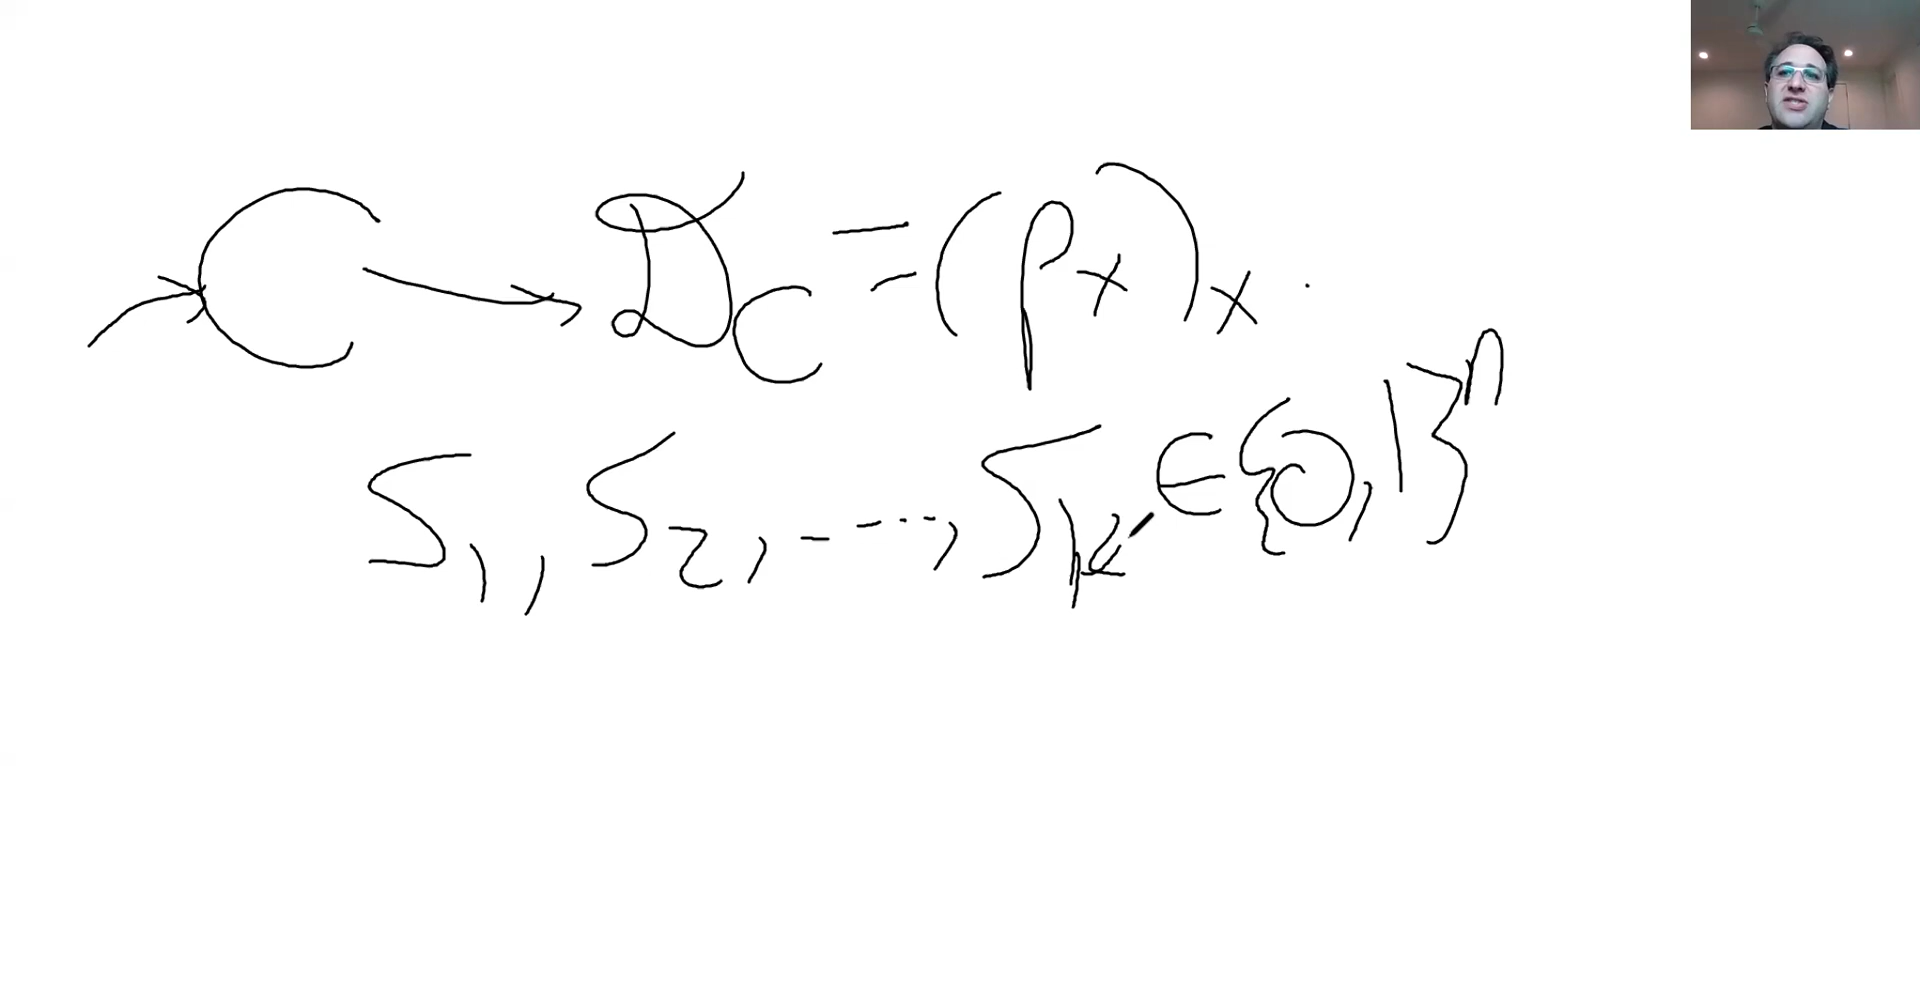 → C → D_C = (p_x)_x .
S_1, S_2, ----, S_k ∈ {0,1}^n